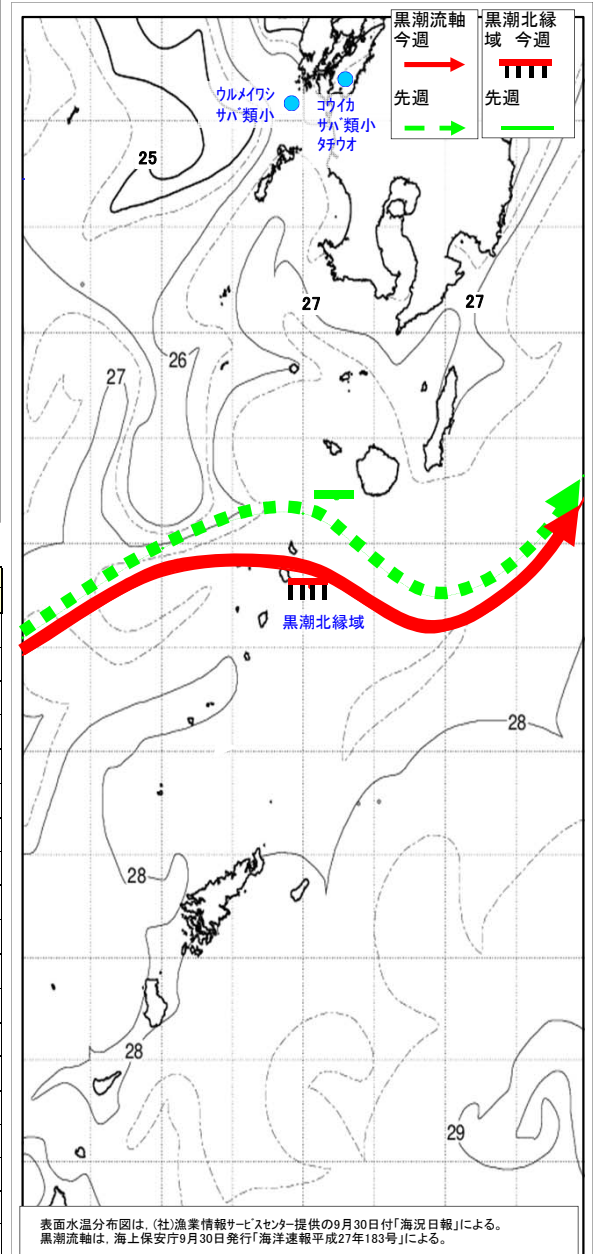 黒潮流軸
今週
先週
黒潮北縁
域 今週
先週
ウルメイワシ
サバ類小
コウイカ
サバ類小
タチウオ
25
27
27
26
27
黒潮北縁域
28
28
28
29
表面水温分布図は，(社)漁業情報サービスセンター提供の9月30日付「海況日報」による。
黒潮流軸は，海上保安庁9月30日発行「海洋速報平成27年183号」による。